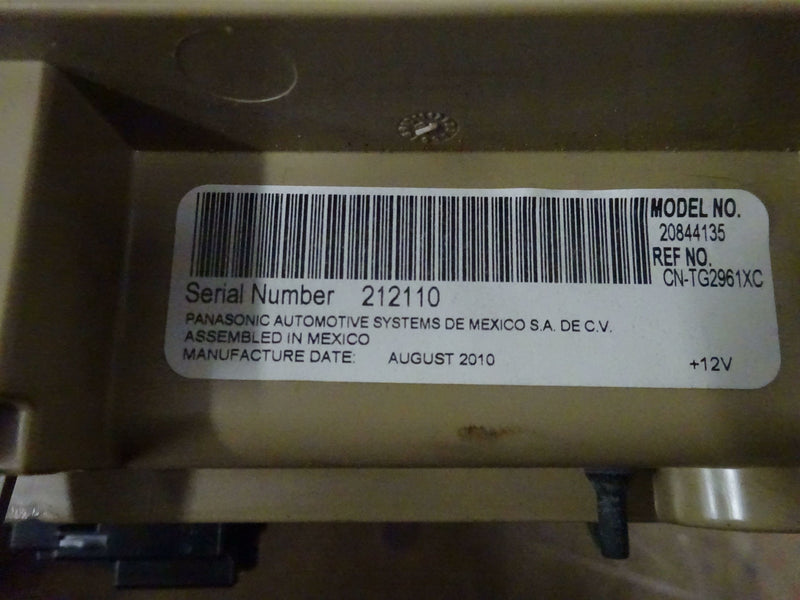 MODEL NO.
20844135
REF NO.
CN-TG2961XC
Serial Number 212110
PANASONIC AUTOMOTIVE SYSTEMS DE MEXICO S.A. DE C.V.
ASSEMBLED IN MEXICO
MANUFACTURE DATE: AUGUST 2010
+12V